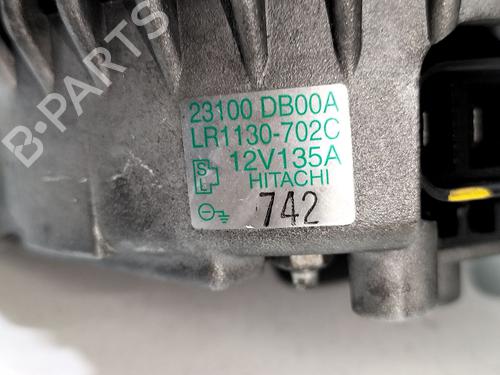 23100 DB00A
LR1130-702C
12V135A
S
L
HITACHI
742
B-PARTS